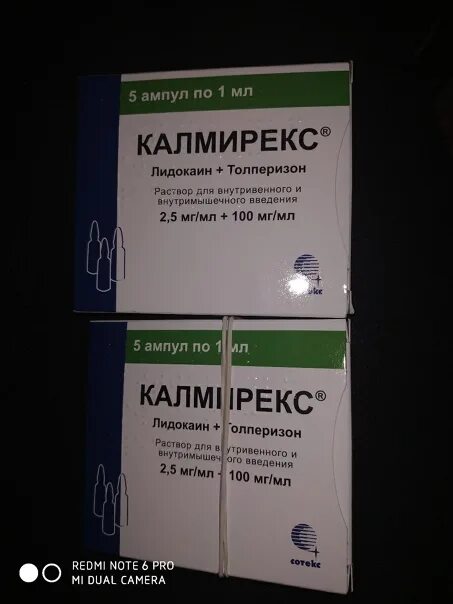 5 ампул по 1 мл
КАЛМИРЕКС®
Лидокаин + Толперизон
Раствор для внутривенного и
внутримышечного введения
2,5 мг/мл + 100 мг/мл
сотекс
5 ампул по 1 мл
КАЛМИРЕКС®
Лидокаин + Толперизон
Раствор для внутривенного и
внутримышечного введения
2,5 мг/мл + 100 мг/мл
сотекс
REDMI NOTE 6 PRO
MI DUAL CAMERA